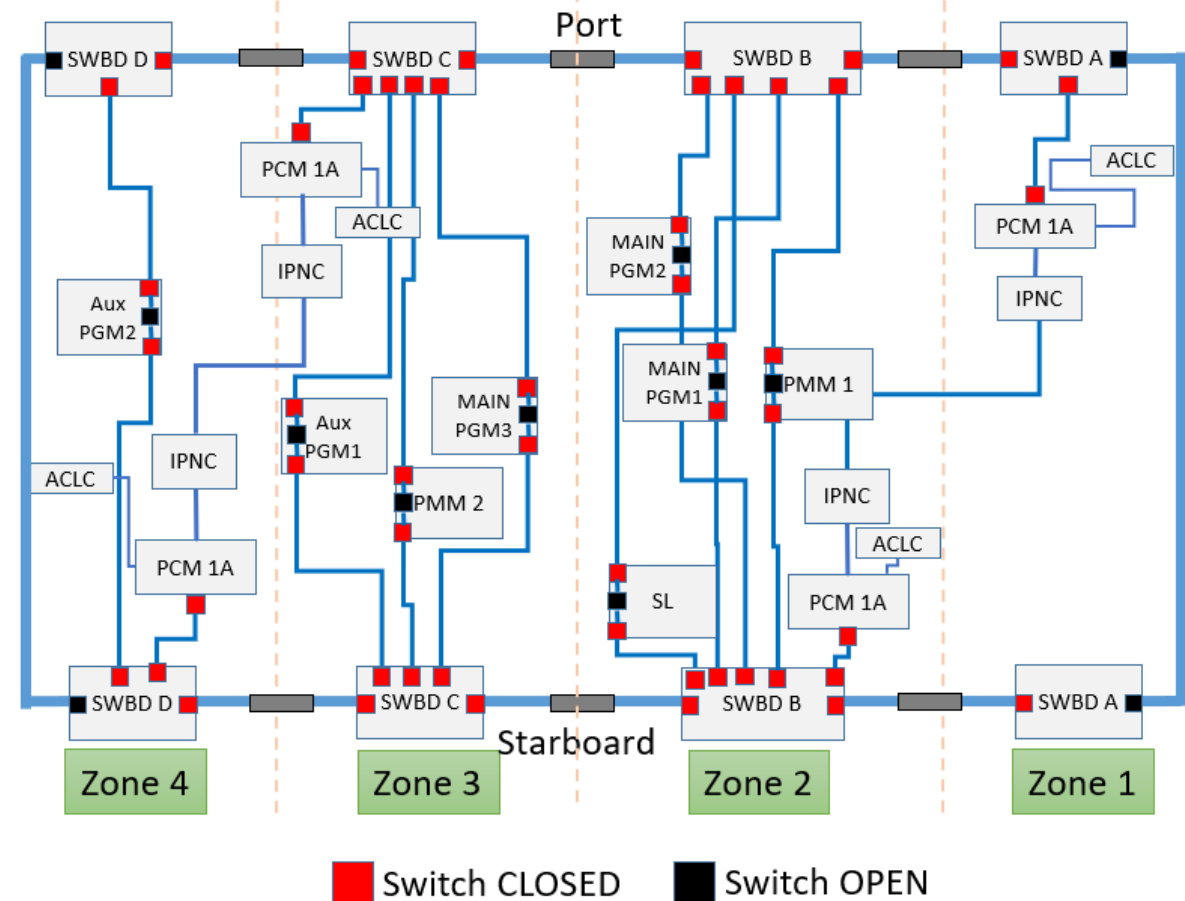 Port
SWBD D
SWBD C
SWBD B
SWBD A
PCM 1A
ACLC
IPNC
ACLC
PCM 1A
IPNC
MAIN
PGM2
Aux
PGM2
MAIN
PGM1
PMM 1
Aux
PGM1
MAIN
PGM3
PMM 2
IPNC
ACLC
PCM 1A
IPNC
ACLC
PCM 1A
SL
SWBD D
SWBD C
SWBD B
SWBD A
Starboard
Zone 4
Zone 3
Zone 2
Zone 1
Switch CLOSED
Switch OPEN